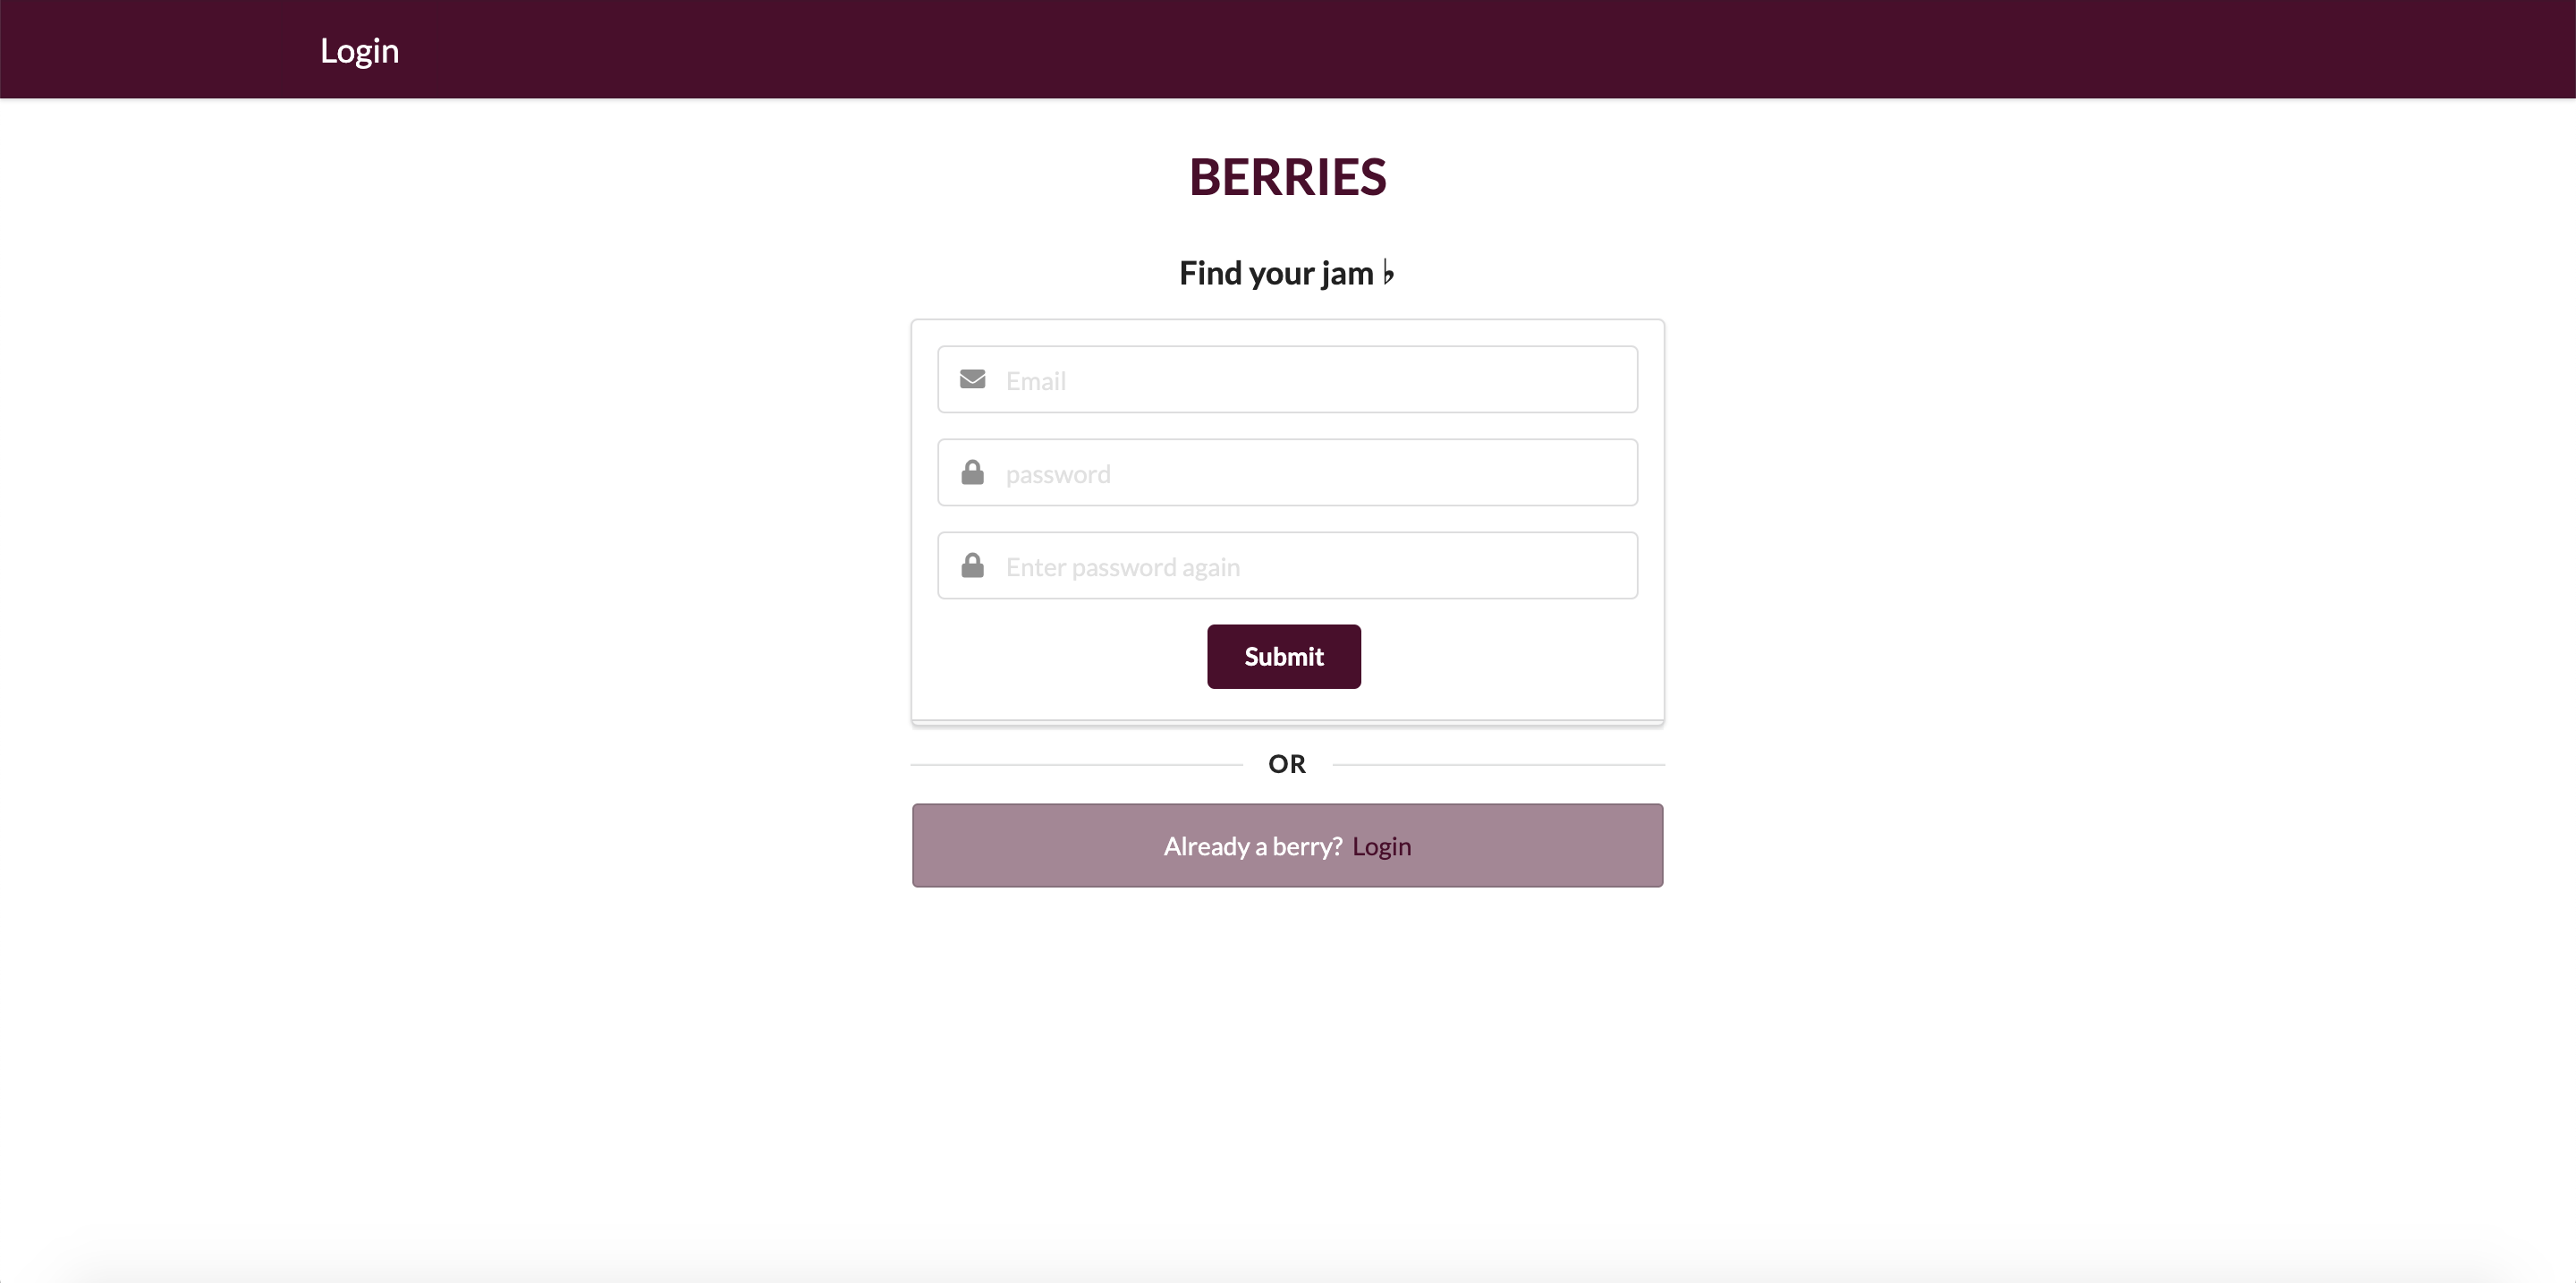 Login
BERRIES
Find your jam ♭
Email
password
Enter password again
Submit
OR
Already a berry? Login